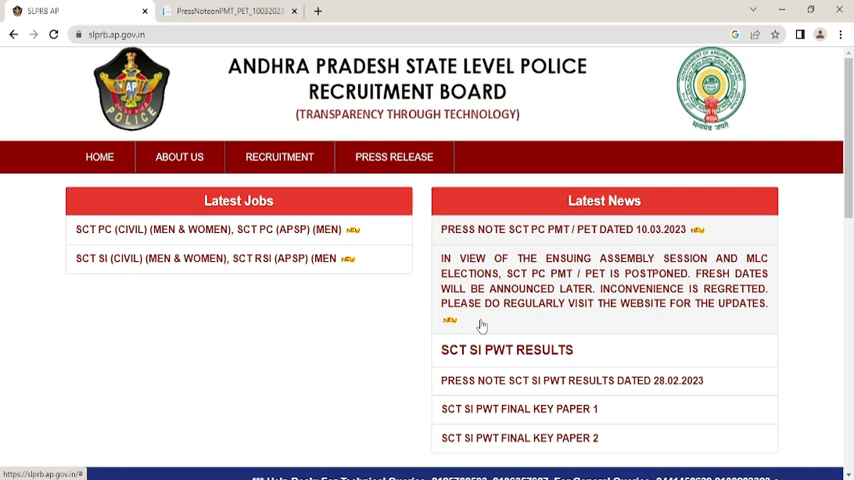 SLPRB AP
PressNoteonPMT_PET_10032023
slprb.ap.gov.in
ANDHRA PRADESH STATE LEVEL POLICE
RECRUITMENT BOARD
(TRANSPARENCY THROUGH TECHNOLOGY)
AP
POLICE
HOME
ABOUT US
RECRUITMENT
PRESS RELEASE
Latest Jobs
SCT PC (CIVIL) (MEN & WOMEN), SCT PC (APSP) (MEN) NEW
SCT SI (CIVIL) (MEN & WOMEN), SCT RSI (APSP) (MEN NEW
Latest News
PRESS NOTE SCT PC PMT / PET DATED 10.03.2023 NEW
IN VIEW OF THE ENSUING ASSEMBLY SESSION AND MLC
ELECTIONS, SCT PC PMT / PET IS POSTPONED. FRESH DATES
WILL BE ANNOUNCED LATER. INCONVENIENCE IS REGRETTED.
PLEASE DO REGULARLY VISIT THE WEBSITE FOR THE UPDATES.
NEW
SCT SI PWT RESULTS
PRESS NOTE SCT SI PWT RESULTS DATED 28.02.2023
SCT SI PWT FINAL KEY PAPER 1
SCT SI PWT FINAL KEY PAPER 2
https://slprb.ap.gov.in/#